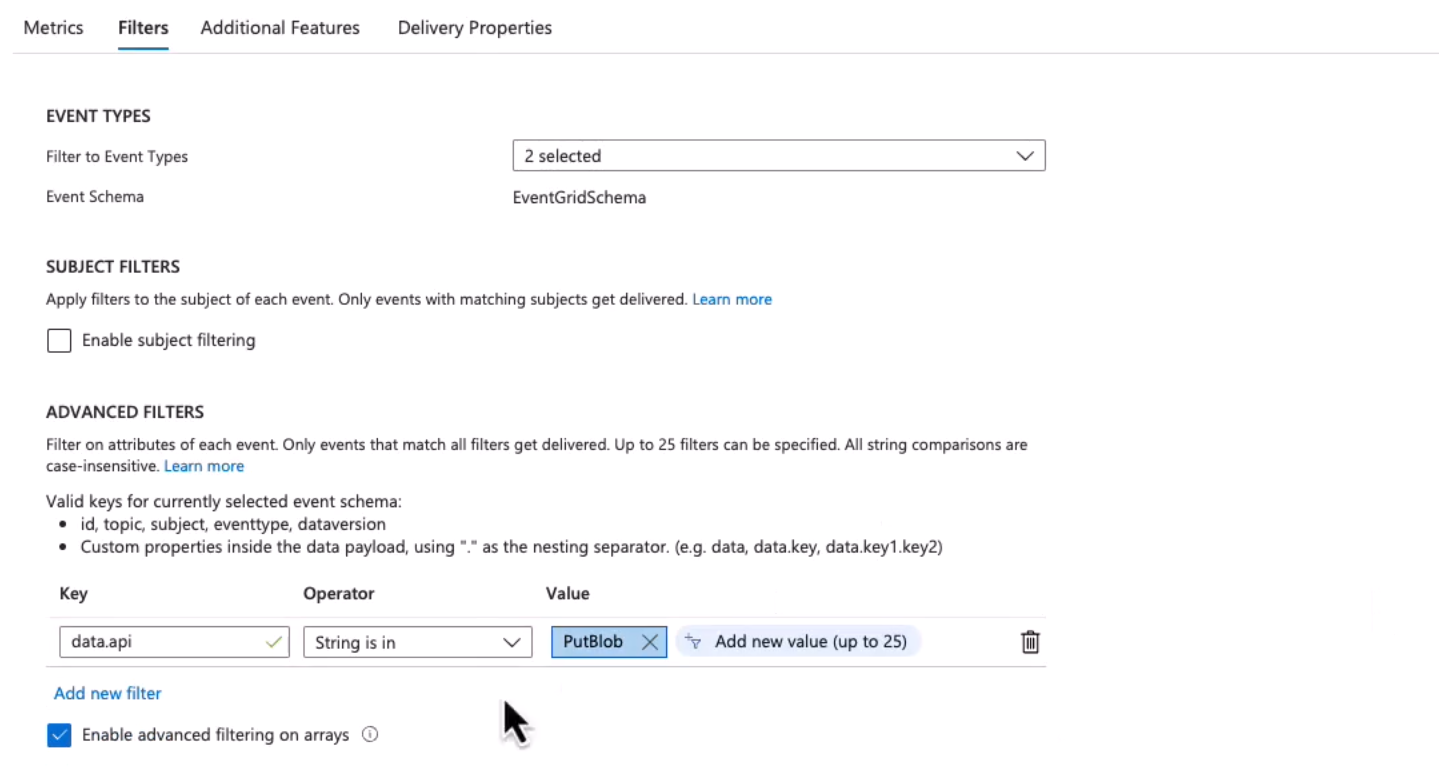 Metrics Filters Additional Features Delivery Properties
EVENT TYPES
Filter to Event Types 2 selected
Event Schema EventGridSchema
SUBJECT FILTERS
Apply filters to the subject of each event. Only events with matching subjects get delivered. Learn more
Enable subject filtering
ADVANCED FILTERS
Filter on attributes of each event. Only events that match all filters get delivered. Up to 25 filters can be specified. All string comparisons are
case-insensitive. Learn more
Valid keys for currently selected event schema:
• id, topic, subject, eventtype, dataversion
• Custom properties inside the data payload, using "." as the nesting separator. (e.g. data, data.key, data.key1.key2)
Key Operator Value
data.api String is in PutBlob Add new value (up to 25)
Add new filter
Enable advanced filtering on arrays